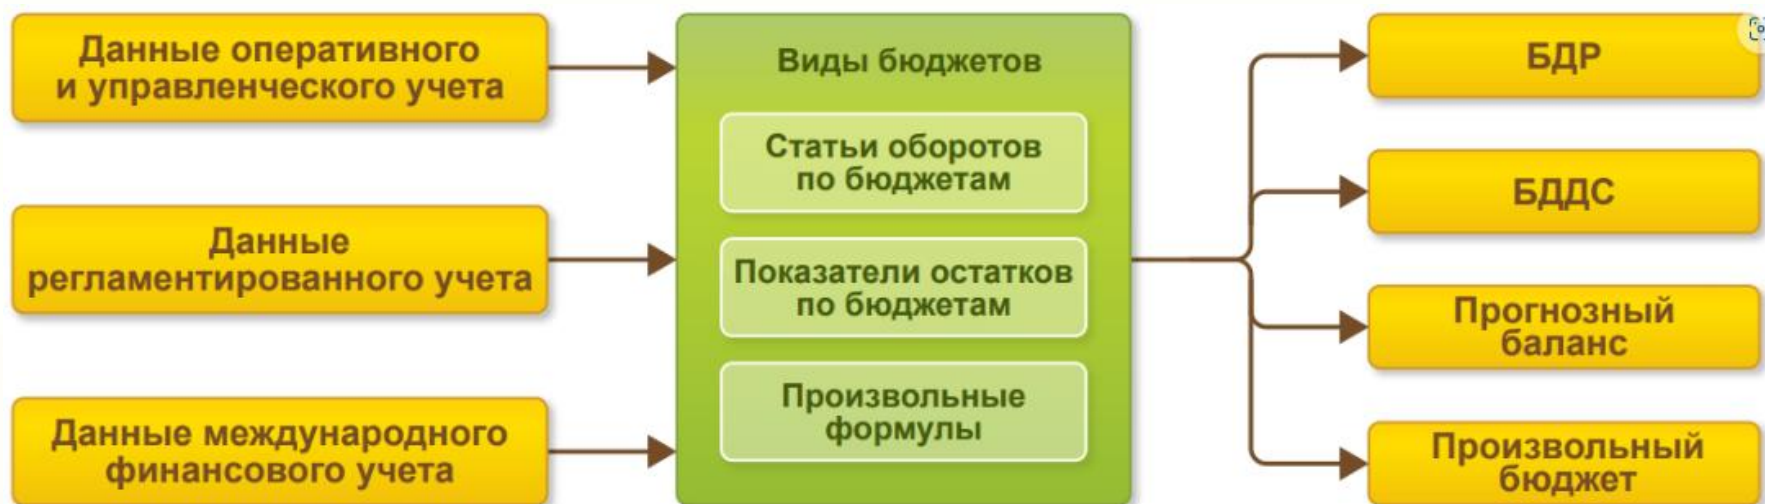 Данные оперативного
и управленческого учета
Данные
регламентированного учета
Данные международного
финансового учета
Виды бюджетов
Статьи оборотов
по бюджетам
Показатели остатков
по бюджетам
Произвольные
формулы
БДР
БДДС
Прогнозный
баланс
Произвольный
бюджет